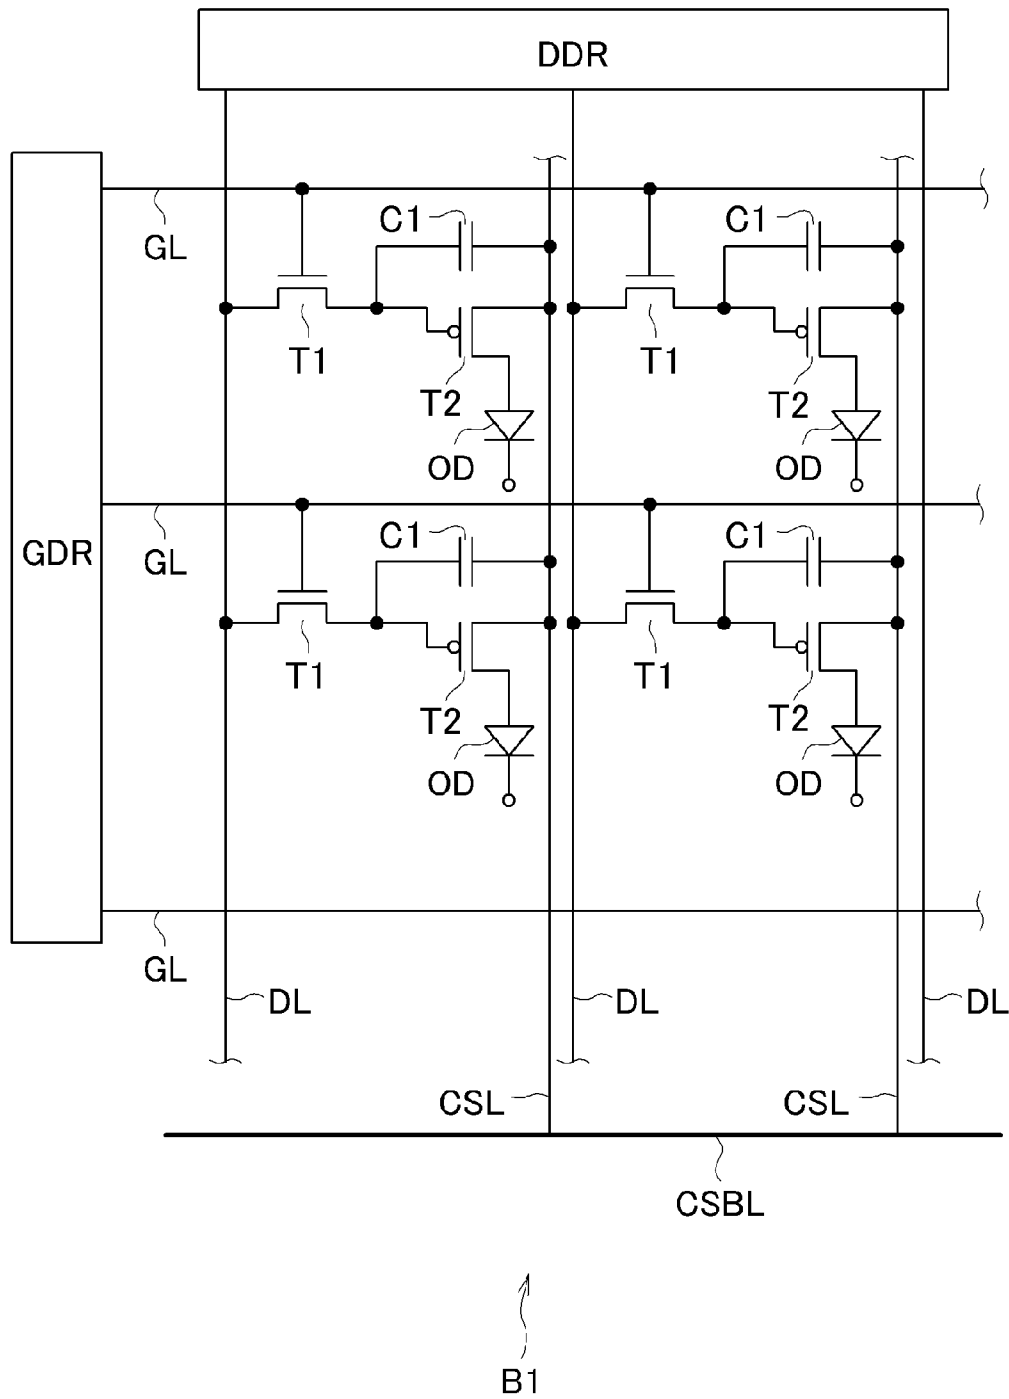 DDR
C1 C1
GL
T1 T1
T2 T2
OD OD
C1 C1
GDR GL
T1 T1
T2 T2
OD OD
GL
DL DL DL
CSL CSL
CSBL
B1